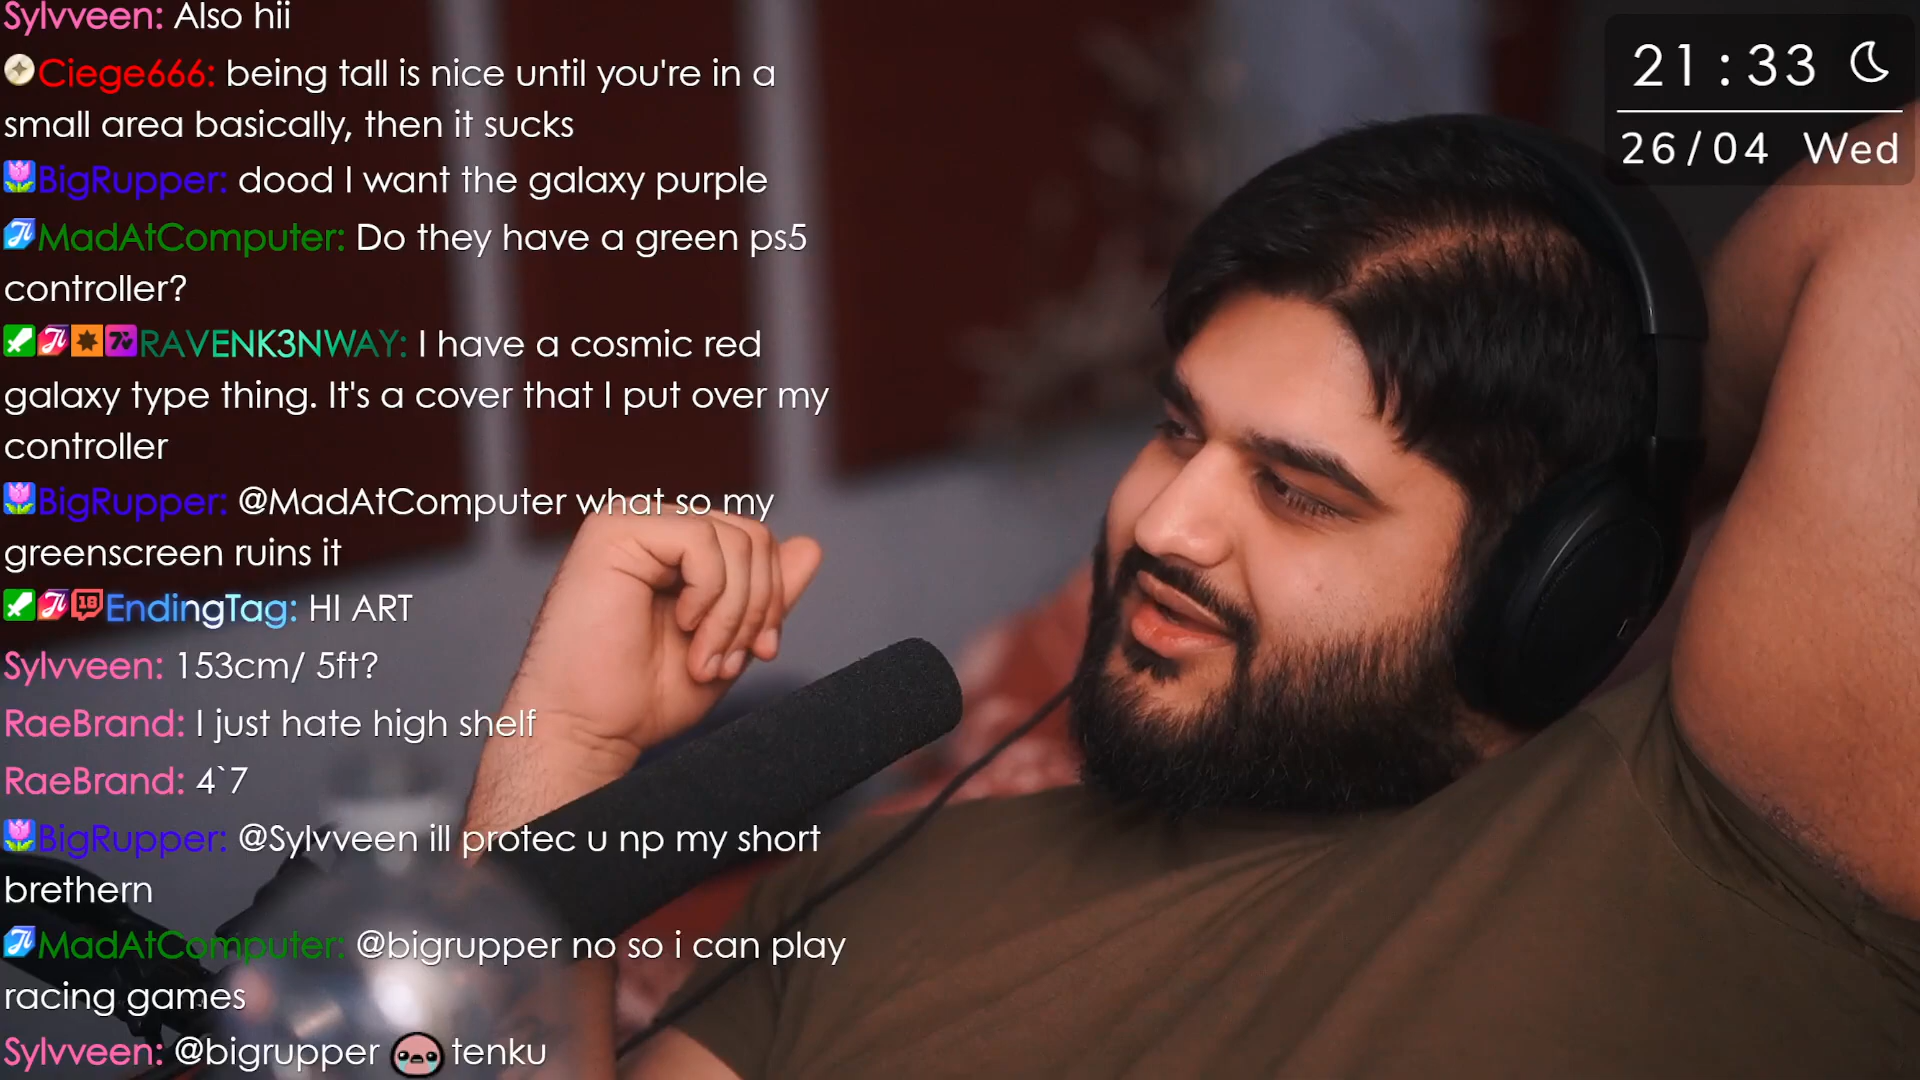 Sylvveen: Also hii
Ciege666: being tall is nice until you're in a
small area basically, then it sucks
BigRupper: dood I want the galaxy purple
MadAtComputer: Do they have a green ps5
controller?
RAVENK3NWAY: I have a cosmic red
galaxy type thing. It's a cover that I put over my
controller
BigRupper: @MadAtComputer what so my
greenscreen ruins it
18 EndingTag: HI ART
Sylvveen: 153cm/ 5ft?
RaeBrand: I just hate high shelf
RaeBrand: 4`7
BigRupper: @Sylvveen ill protec u np my short
brethern
MadAtComputer: @bigrupper no so i can play
racing games
Sylvveen: @bigrupper tenku
21:33
26/04 Wed